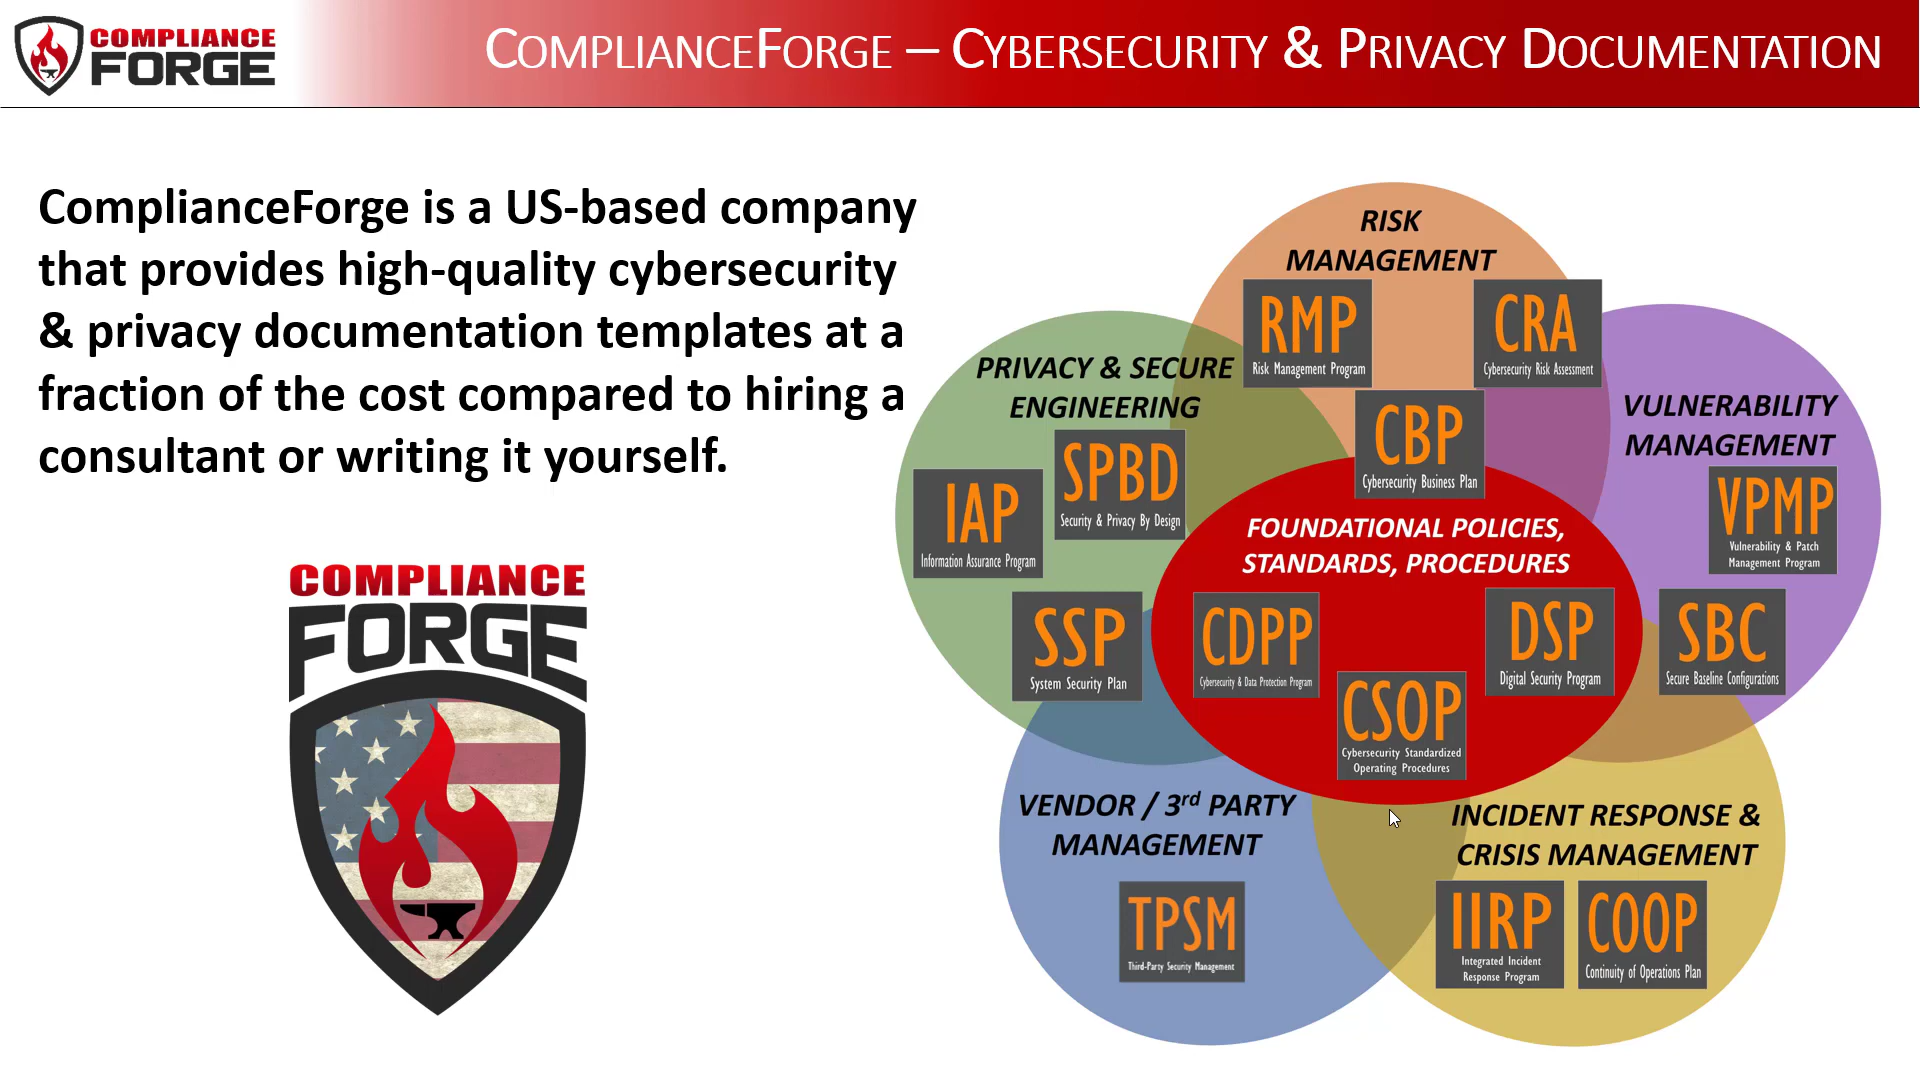 COMPLIANCE
FORGE
COMPLIANCEFORGE – CYBERSECURITY & PRIVACY DOCUMENTATION
ComplianceForge is a US-based company
that provides high-quality cybersecurity
& privacy documentation templates at a
fraction of the cost compared to hiring a
consultant or writing it yourself.
COMPLIANCE
FORGE
RISK
MANAGEMENT
RMP
Risk Management Program
CRA
Cybersecurity Risk Assessment
CBP
Cybersecurity Business Plan
PRIVACY & SECURE
ENGINEERING
SPBD
Security & Privacy By Design
IAP
Information Assurance Program
SSP
System Security Plan
VULNERABILITY
MANAGEMENT
VPMP
Vulnerability & Patch
Management Program
SBC
Secure Baseline Configurations
FOUNDATIONAL POLICIES,
STANDARDS, PROCEDURES
CDPP
Cybersecurity & Data Protection Program
DSP
Digital Security Program
CSOP
Cybersecurity Standardized
Operating Procedures
VENDOR / 3rd PARTY
MANAGEMENT
TPSM
Third-Party Security Management
INCIDENT RESPONSE &
CRISIS MANAGEMENT
IIRP
Integrated Incident
Response Program
COOP
Continuity of Operations Plan